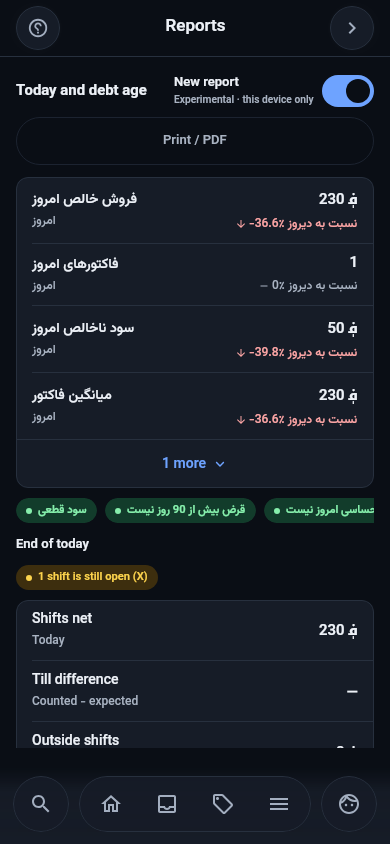 Reports
Today and debt age
New report
Experimental · this device only
Print / PDF
فروش خالص امروز
230 ؋
امروز
نسبت به دیروز ‎-36.6٪ ↓
فاکتورهای امروز
1
امروز
نسبت به دیروز 0٪ —
سود ناخالص امروز
50 ؋
امروز
نسبت به دیروز ‎-39.8٪ ↓
میانگین فاکتور
230 ؋
امروز
نسبت به دیروز ‎-36.6٪ ↓
1 more
سود قطعی
قرض بیش از 90 روز نیست
حساسی امروز نیست
End of today
1 shift is still open (X)
Shifts net
230 ؋
Today
Till difference
—
Counted - expected
Outside shifts